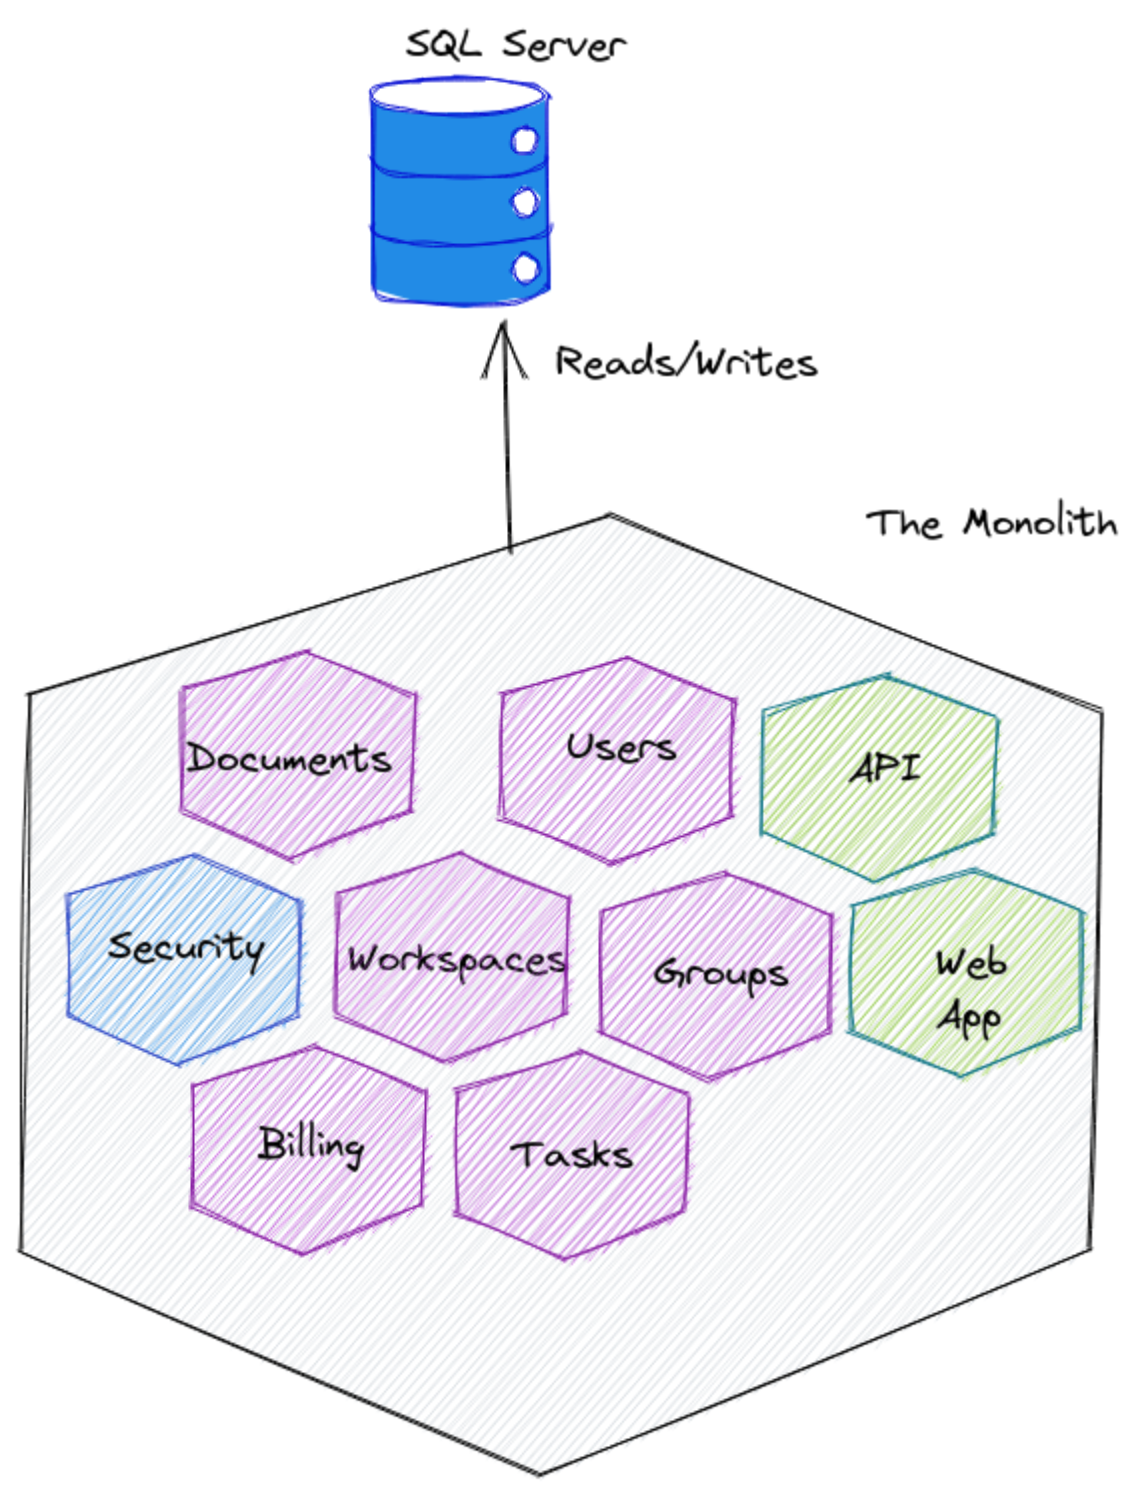 SQL Server
Reads/Writes
The Monolith
Documents
Users
API
Security
Workspaces
Groups
Web
App
Billing
Tasks